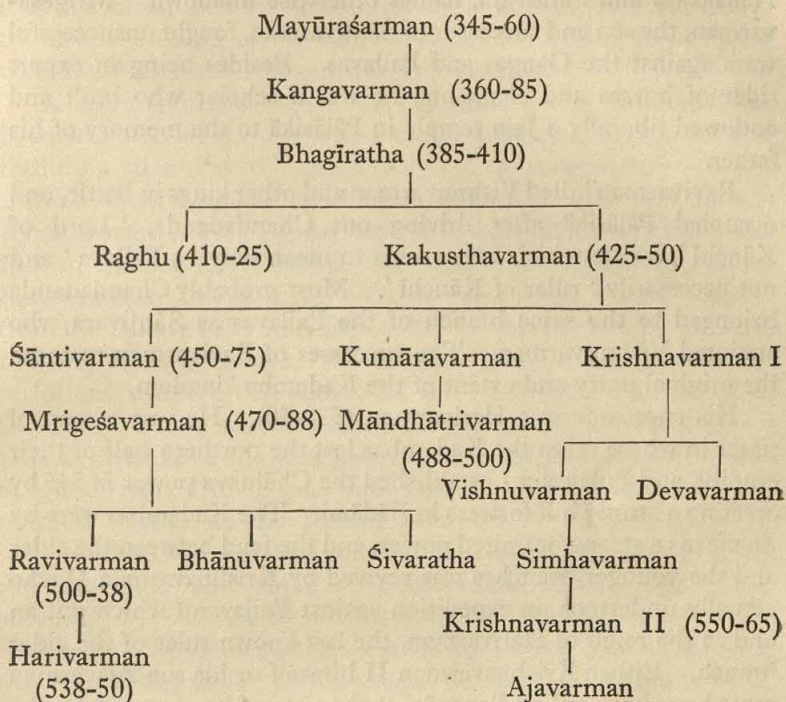 Mayūraśarman (345-60)
Kangavarman (360-85)
Bhagīratha (385-410)
Raghu (410-25) Kakusthavarman (425-50)
Śāntivarman (450-75) Kumāravarman Krishnavarman I
Mrigeśavarman (470-88) Māndhātrivarman
(488-500)
Vishnuvarman Devavarman
Ravivarman Bhānuvarman Śivaratha Simhavarman
(500-38)
Krishnavarman II (550-65)
Harivarman
(538-50) Ajavarman